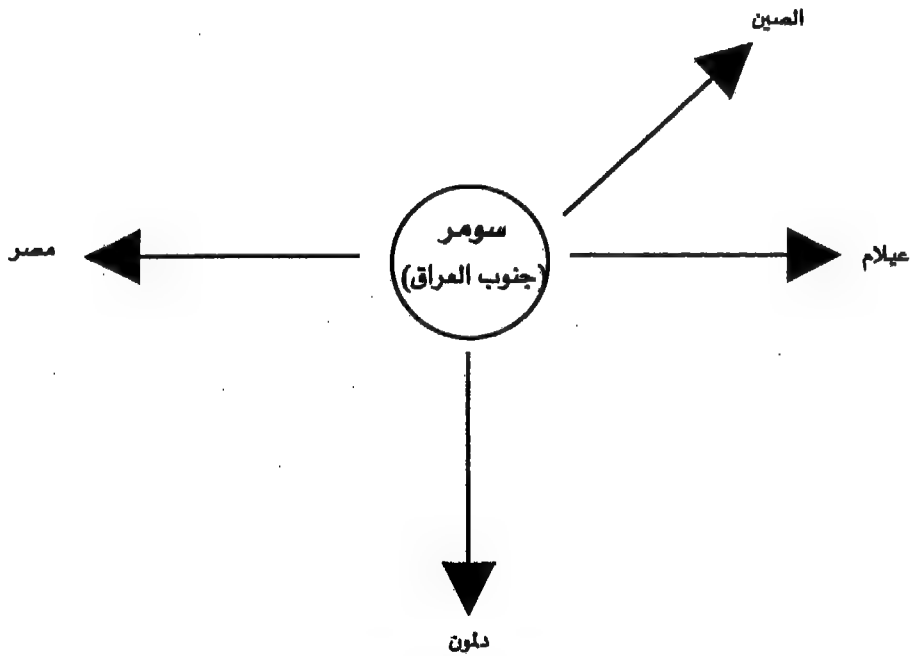 الصين
سومر
(جنوب العراق)
عيلام
مصر
دلمون